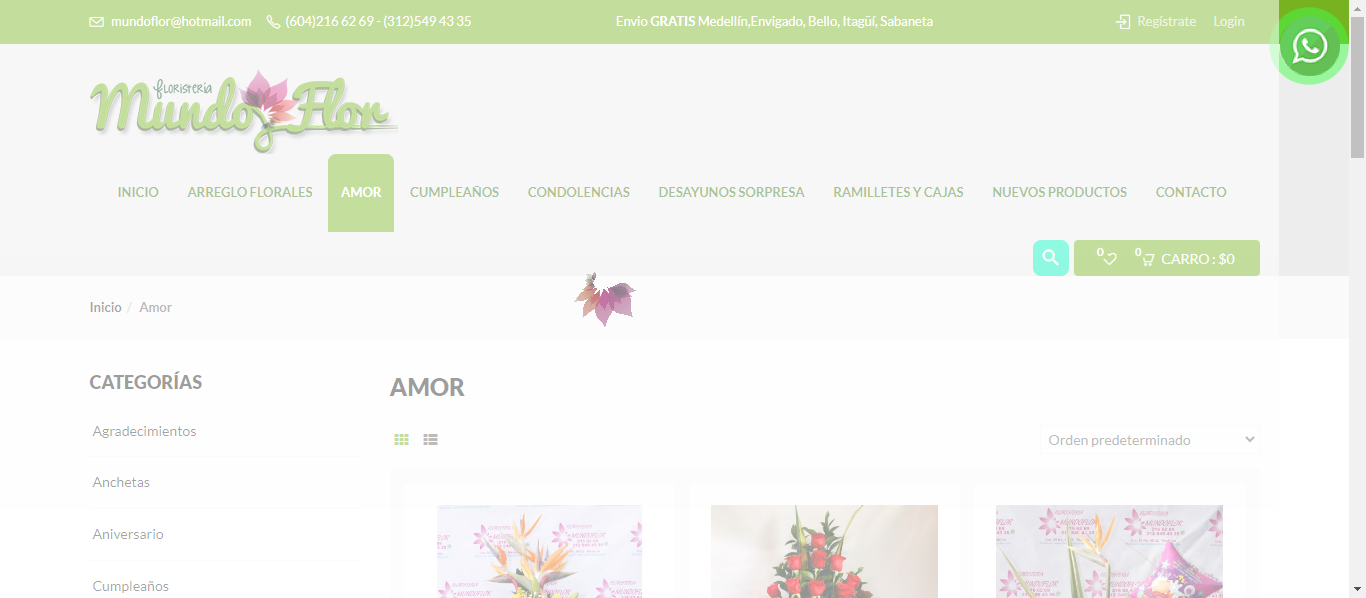 mundoflor@hotmail.com (604)216 62 69 - (312)549 43 35 Envio GRATIS Medellín,Envigado, Bello, Itagüí, Sabaneta Regístrate Login
floristería
Mundo Flor
INICIO ARREGLO FLORALES AMOR CUMPLEAÑOS CONDOLENCIAS DESAYUNOS SORPRESA RAMILLETES Y CAJAS NUEVOS PRODUCTOS CONTACTO
0 0 CARRO : $0
Inicio / Amor
CATEGORÍAS
AMOR
Agradecimientos
Orden predeterminado
Anchetas
Aniversario
Cumpleaños